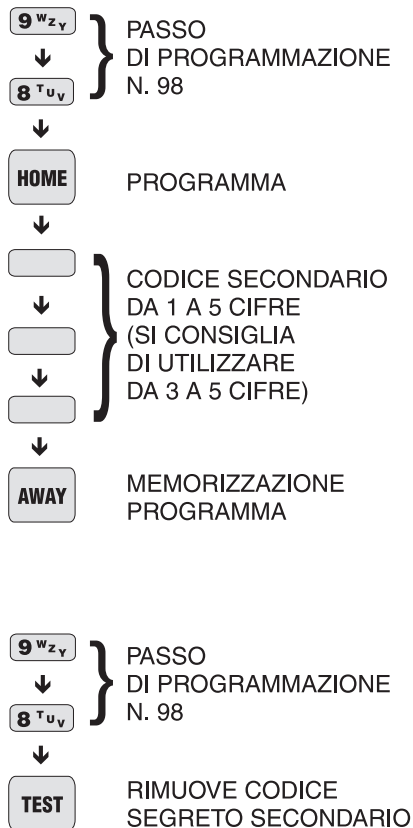 9 WZY
PASSO
DI PROGRAMMAZIONE
8 TUV
N. 98
HOME
PROGRAMMA
CODICE SECONDARIO
DA 1 A 5 CIFRE
(SI CONSIGLIA
DI UTILIZZARE
DA 3 A 5 CIFRE)
AWAY
MEMORIZZAZIONE
PROGRAMMA
9 WZY
PASSO
DI PROGRAMMAZIONE
8 TUV
N. 98
TEST
RIMUOVE CODICE
SEGRETO SECONDARIO